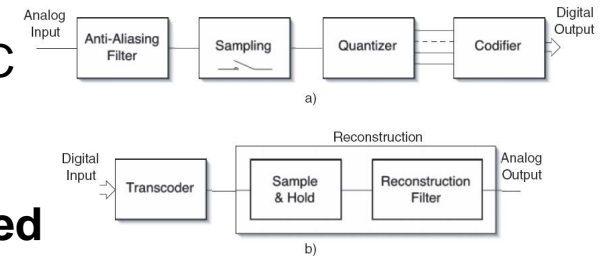 Analog
Input
Digital
Output
C
Anti-Aliasing
Filter
Sampling
Quantizer
Codifier
a)
Reconstruction
Digital
Input
Analog
Output
Transcoder
Sample
& Hold
Reconstruction
Filter
ed
b)